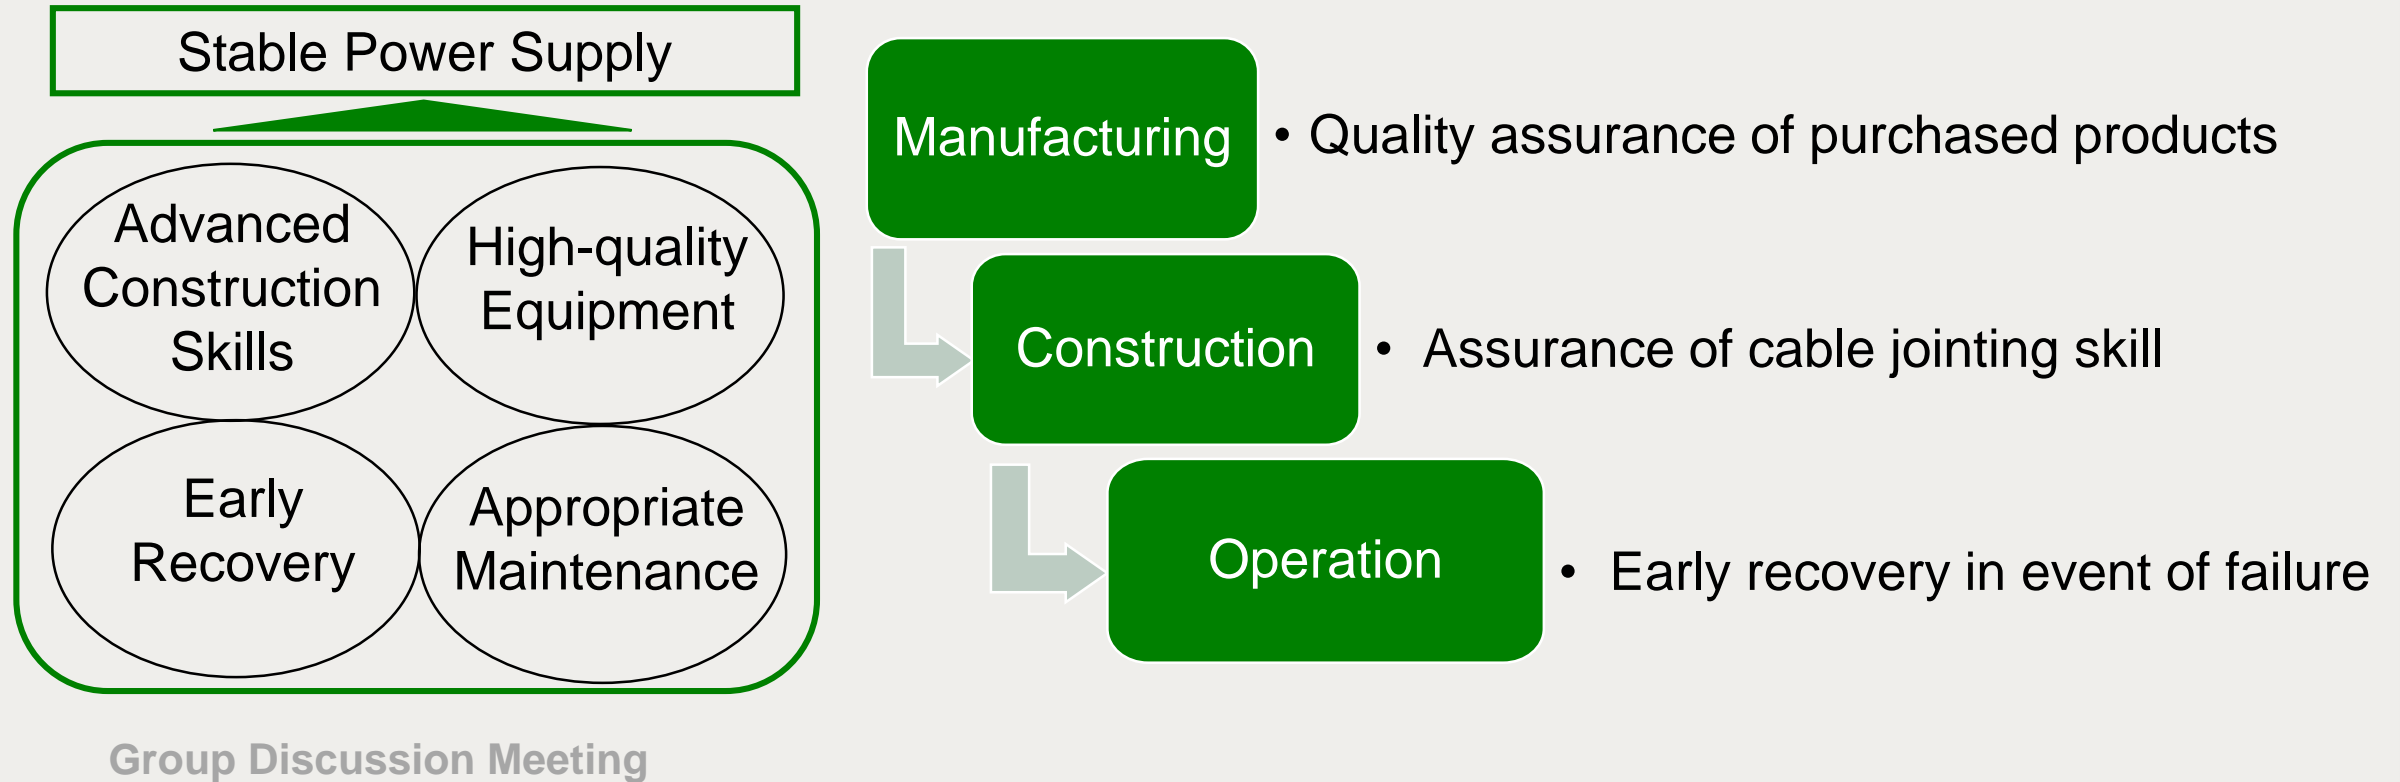 Stable Power Supply
Advanced
Construction
Skills
High-quality
Equipment
Early
Recovery
Appropriate
Maintenance
Manufacturing
• Quality assurance of purchased products
Construction
• Assurance of cable jointing skill
Operation
• Early recovery in event of failure
Group Discussion Meeting